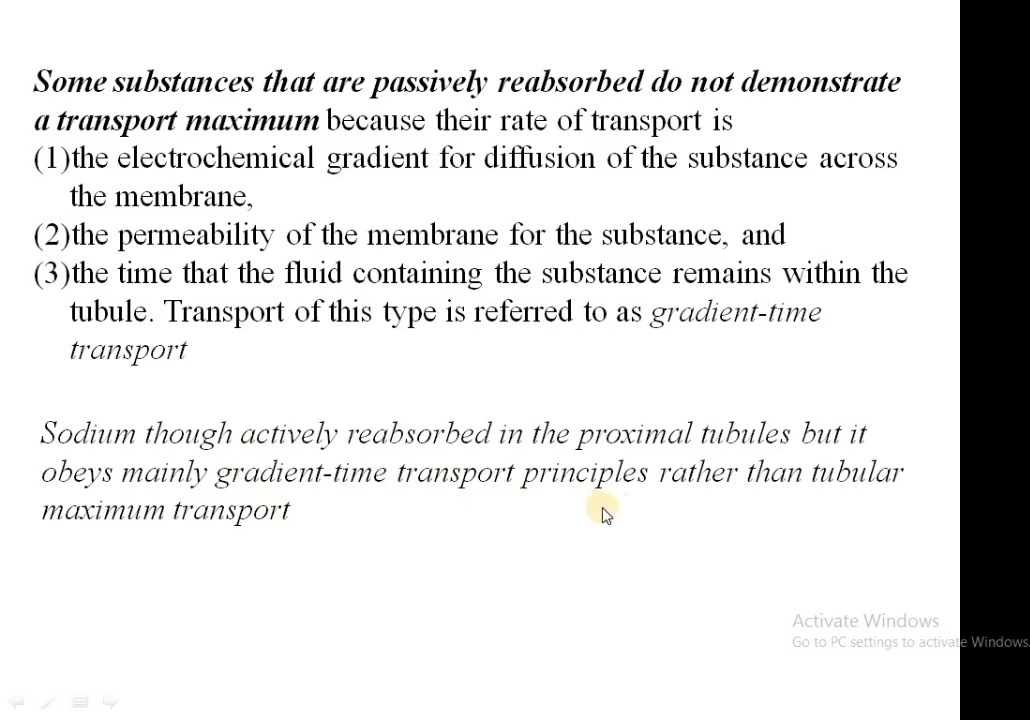 Some substances that are passively reabsorbed do not demonstrate
a transport maximum because their rate of transport is
(1)the electrochemical gradient for diffusion of the substance across
the membrane,
(2)the permeability of the membrane for the substance, and
(3)the time that the fluid containing the substance remains within the
tubule. Transport of this type is referred to as gradient-time
transport
Sodium though actively reabsorbed in the proximal tubules but it
obeys mainly gradient-time transport principles rather than tubular
maximum transport
Activate Windows
Go to PC settings to activate Windows.